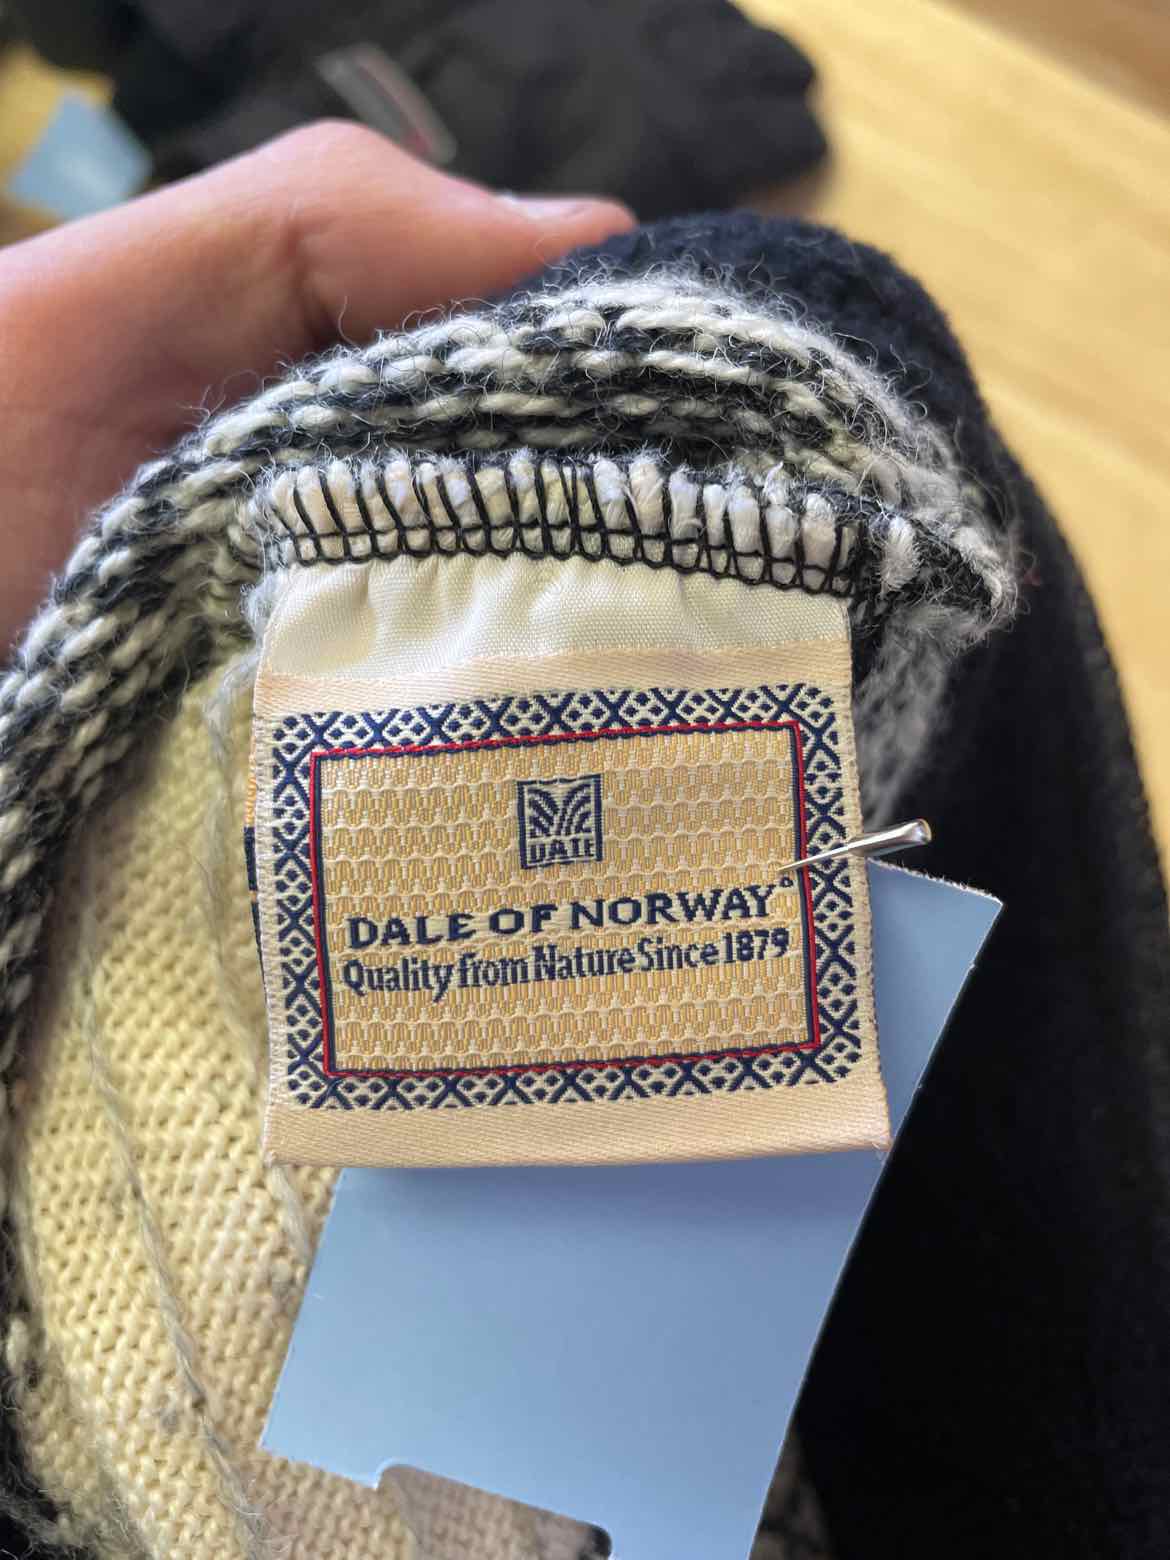 DALE
DALE OF NORWAY®
Quality from Nature Since 1879